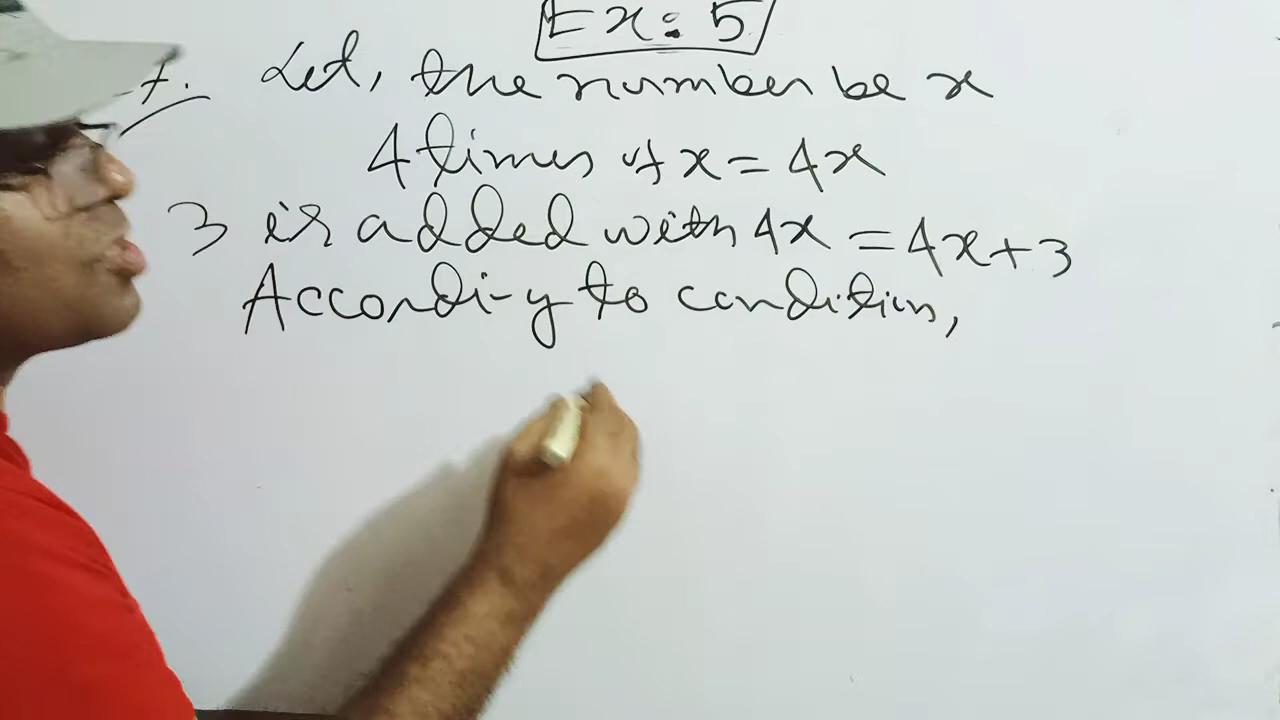 Ex: 5
7. Let, the number be x
4 times of x = 4x
3 is added with 4x = 4x+3
According to condition,